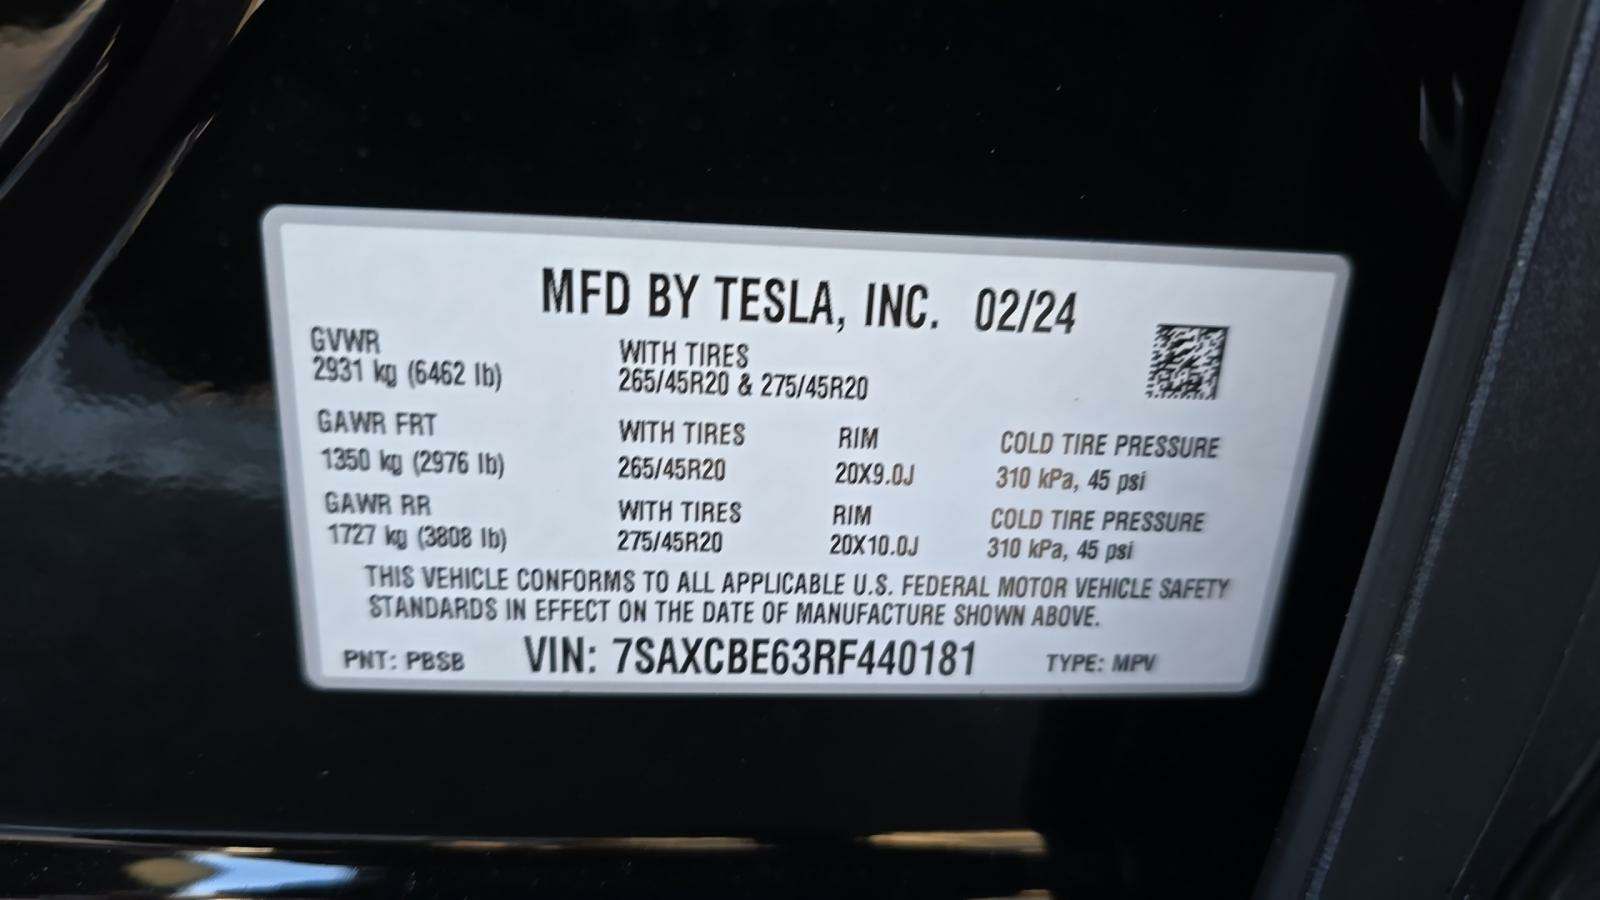 MFD BY TESLA, INC. 02/24
GVWR
2931 kg (6462 lb)
WITH TIRES
265/45R20 & 275/45R20
GAWR FRT
1350 kg (2976 lb)
WITH TIRES
265/45R20
RIM
20X9.0J
COLD TIRE PRESSURE
310 kPa, 45 psi
GAWR RR
1727 kg (3808 lb)
WITH TIRES
275/45R20
RIM
20X10.0J
COLD TIRE PRESSURE
310 kPa, 45 psi
THIS VEHICLE CONFORMS TO ALL APPLICABLE U.S. FEDERAL MOTOR VEHICLE SAFETY
STANDARDS IN EFFECT ON THE DATE OF MANUFACTURE SHOWN ABOVE.
PNT: PBSB VIN: 7SAXCBE63RF440181 TYPE: MPV